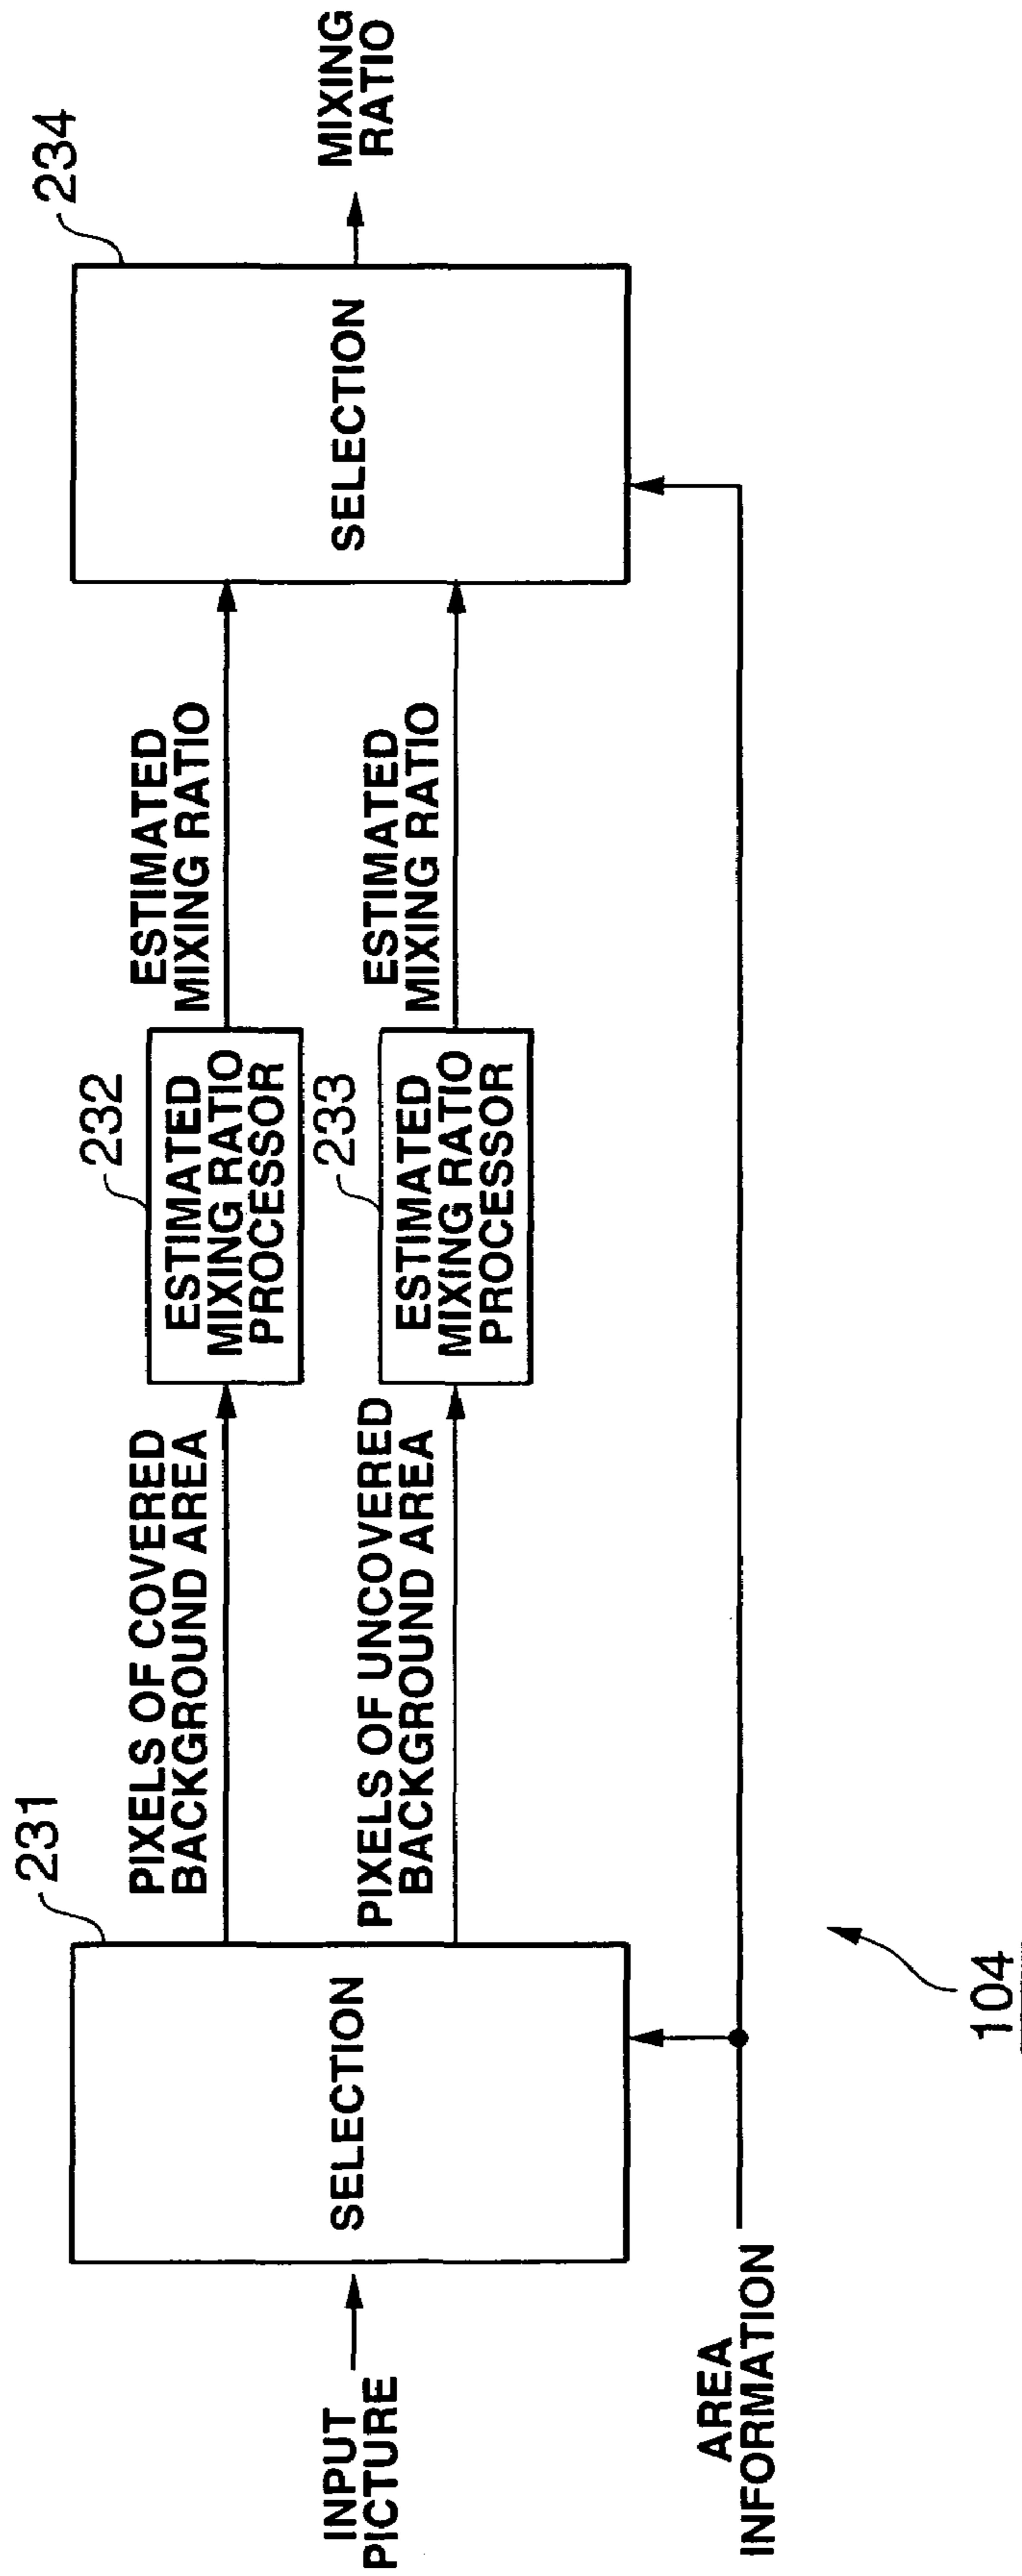 INPUT
PICTURE
AREA
INFORMATION
231
SELECTION
PIXELS OF COVERED
BACKGROUND AREA
PIXELS OF UNCOVERED
BACKGROUND AREA
232
ESTIMATED
MIXING RATIO
PROCESSOR
233
ESTIMATED
MIXING RATIO
PROCESSOR
ESTIMATED
MIXING RATIO
ESTIMATED
MIXING RATIO
234
SELECTION
MIXING
RATIO
104